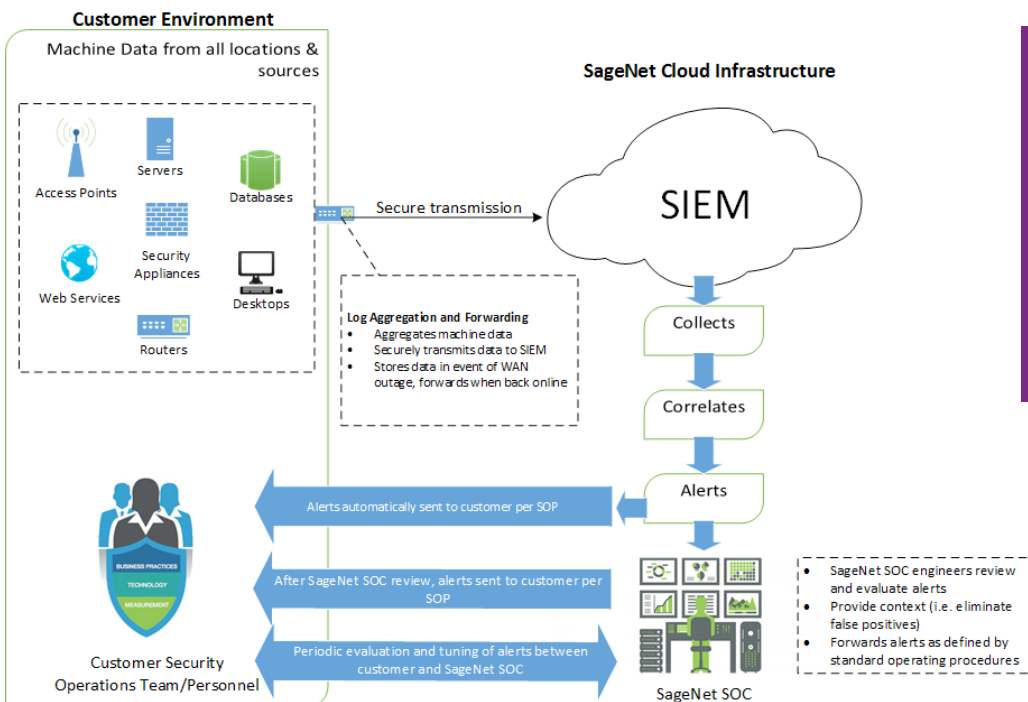 Customer Environment
Machine Data from all locations &
sources
SageNet Cloud Infrastructure
Access Points
Servers
Databases
Security
Appliances
Web Services
Desktops
Routers
Secure transmission
SIEM
Log Aggregation and Forwarding
• Aggregates machine data
• Securely transmits data to SIEM
• Stores data in event of WAN
outage, forwards when back online
Collects
Correlates
Alerts
Alerts automatically sent to customer per SOP
After SageNet SOC review, alerts sent to customer per
SOP
Periodic evaluation and tuning of alerts between
customer and SageNet SOC
BUSINESS PRACTICES
TECHNOLOGY
MEASUREMENT
Customer Security
Operations Team/Personnel
SageNet SOC
• SageNet SOC engineers review
and evaluate alerts
• Provide context (i.e. eliminate
false positives)
• Forwards alerts as defined by
standard operating procedures